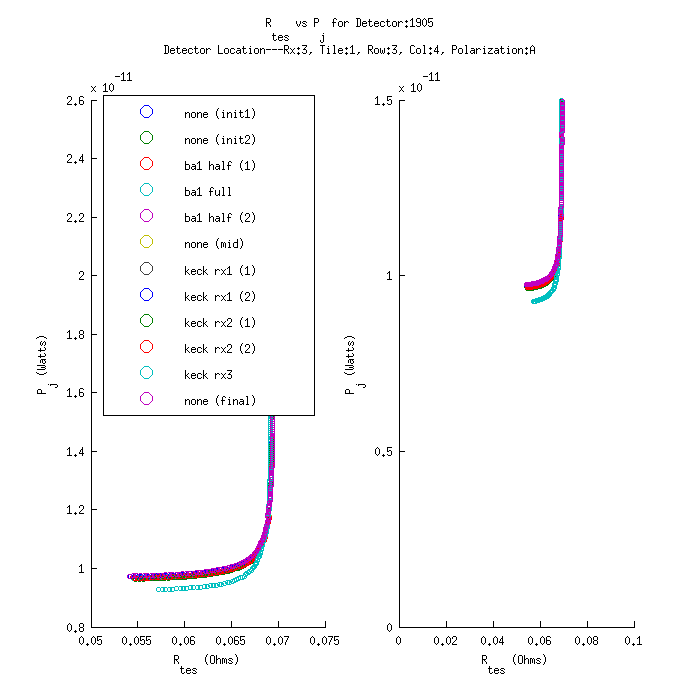 R    vs P  for Detector:1905
tes    j
Detector Location---Rx:3, Tile:1, Row:3, Col:4, Polarization:A
x 10^-11
2.6
2.4
2.2
2
1.8
1.6
1.4
1.2
1
0.8
P_j (Watts)
none (init1)
none (init2)
ba1 half (1)
ba1 full
ba1 half (2)
none (mid)
keck rx1 (1)
keck rx1 (2)
keck rx2 (1)
keck rx2 (2)
keck rx3
none (final)
0.05 0.055 0.06 0.065 0.07 0.075
R_tes (Ohms)
x 10^-11
1.5
1
0.5
0
P_j (Watts)
0 0.02 0.04 0.06 0.08 0.1
R_tes (Ohms)